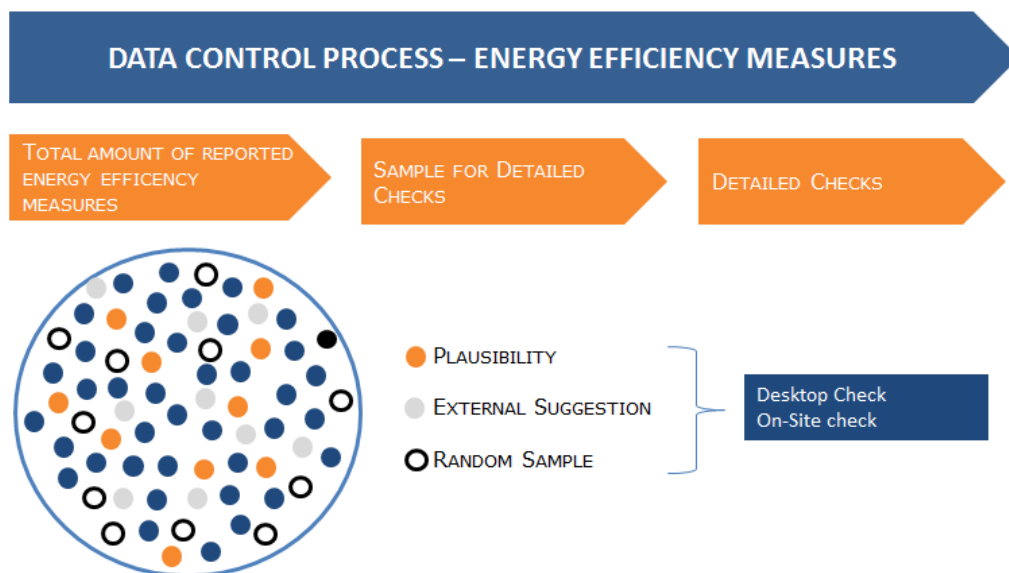 DATA CONTROL PROCESS – ENERGY EFFICIENCY MEASURES
TOTAL AMOUNT OF REPORTED
ENERGY EFFICENCY
MEASURES
SAMPLE FOR DETAILED
CHECKS
DETAILED CHECKS
PLAUSIBILITY
EXTERNAL SUGGESTION
RANDOM SAMPLE
Desktop Check
On-Site check